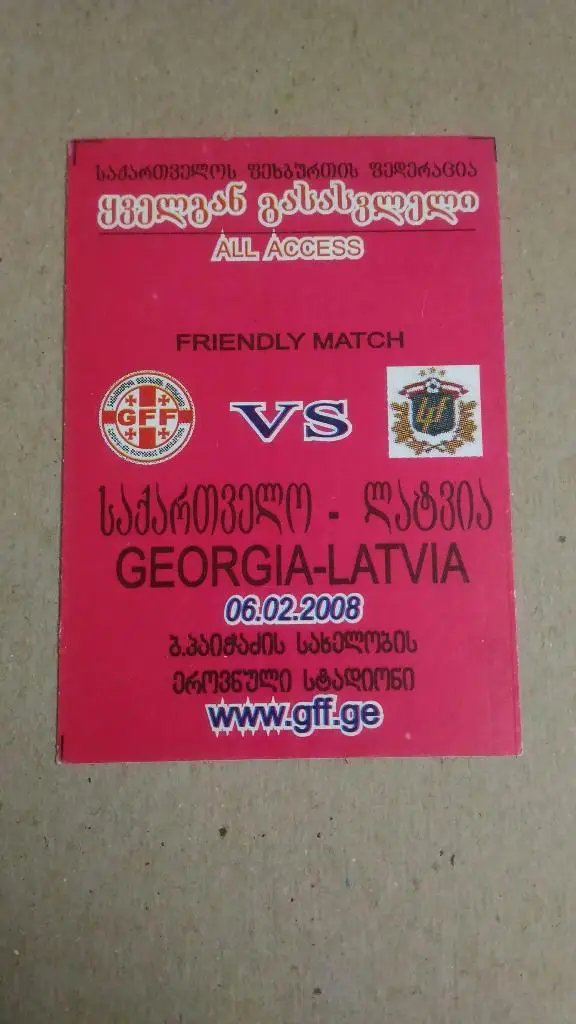 საქართველოს ფეხბურთის ფედერაცია
ყველგან გასასვლელი
ALL ACCESS
FRIENDLY MATCH
GFF
VS
საქართველო - ლატვია
GEORGIA-LATVIA
06.02.2008
ბ.პაიჭაძის სახელობის
ეროვნული სტადიონი
www.gff.ge